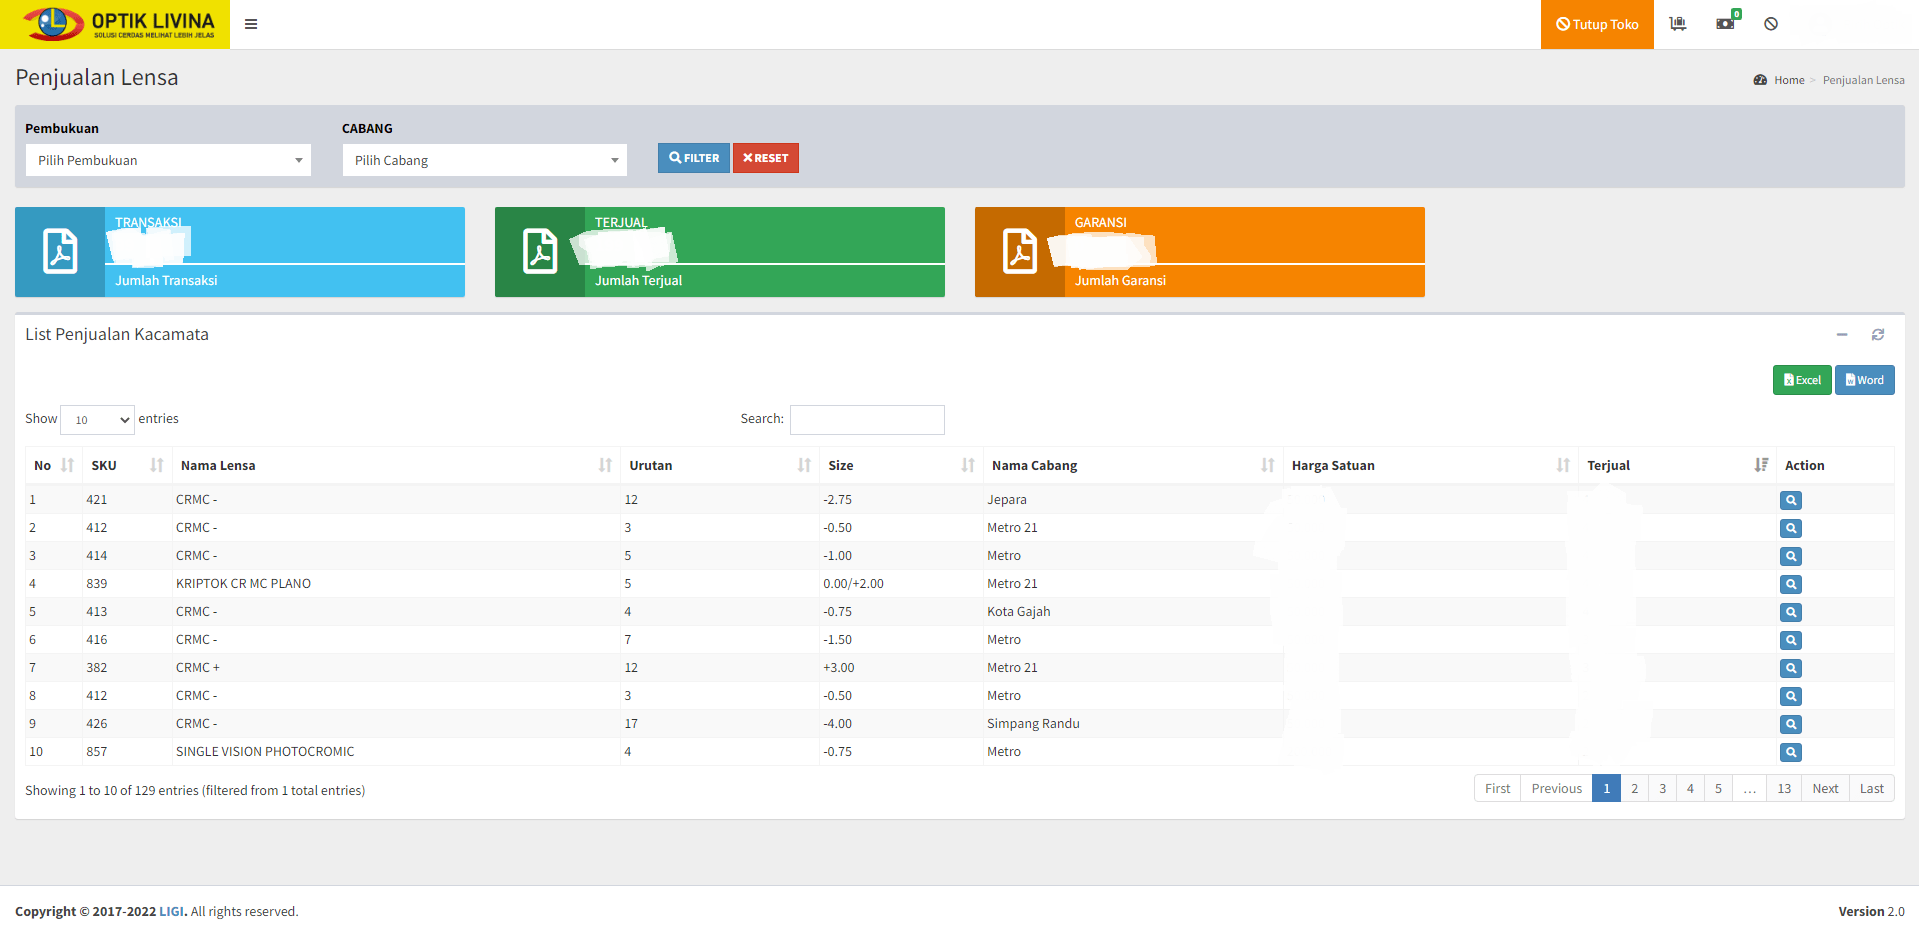 OPTIK LIVINA
SOLUSI CERDAS MELIHAT LEBIH JELAS
Tutup Toko
0
Penjualan Lensa
Home > Penjualan Lensa
Pembukuan
CABANG
Pilih Pembukuan
Pilih Cabang
FILTER
RESET
TRANSAKSI
Jumlah Transaksi
TERJUAL
Jumlah Terjual
GARANSI
Jumlah Garansi
List Penjualan Kacamata
Excel
Word
Show 10 entries
Search:
No SKU Nama Lensa Urutan Size Nama Cabang Harga Satuan Terjual Action
1 421 CRMC - 12 -2.75 Jepara
2 412 CRMC - 3 -0.50 Metro 21
3 414 CRMC - 5 -1.00 Metro
4 839 KRIPTOK CR MC PLANO 5 0.00/+2.00 Metro 21
5 413 CRMC - 4 -0.75 Kota Gajah
6 416 CRMC - 7 -1.50 Metro
7 382 CRMC + 12 +3.00 Metro 21
8 412 CRMC - 3 -0.50 Metro
9 426 CRMC - 17 -4.00 Simpang Randu
10 857 SINGLE VISION PHOTOCROMIC 4 -0.75 Metro
Showing 1 to 10 of 129 entries (filtered from 1 total entries)
First Previous 1 2 3 4 5 … 13 Next Last
Copyright © 2017-2022 LIGI. All rights reserved.
Version 2.0